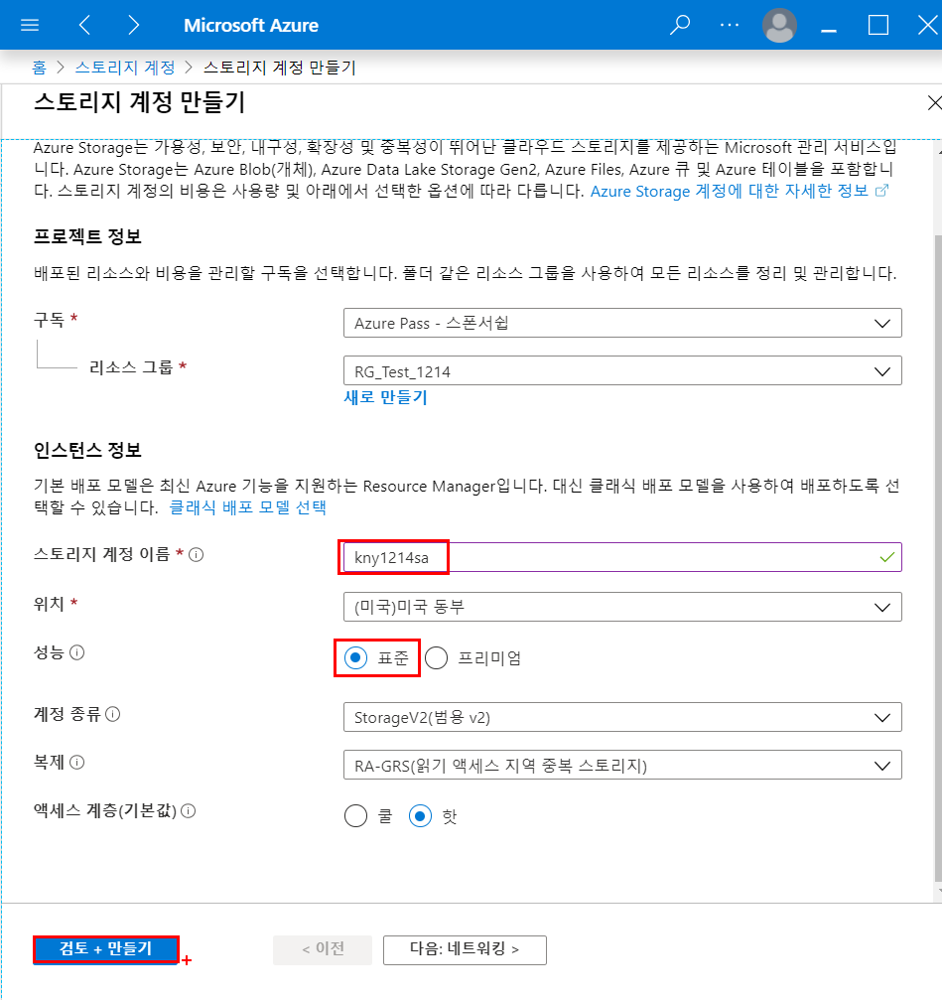 Microsoft Azure
홈 > 스토리지 계정 > 스토리지 계정 만들기
스토리지 계정 만들기
Azure Storage는 가용성, 보안, 내구성, 확장성 및 중복성이 뛰어난 클라우드 스토리지를 제공하는 Microsoft 관리 서비스입
니다. Azure Storage는 Azure Blob(개체), Azure Data Lake Storage Gen2, Azure Files, Azure 큐 및 Azure 테이블을 포함합니
다. 스토리지 계정의 비용은 사용량 및 아래에서 선택한 옵션에 따라 다릅니다. Azure Storage 계정에 대한 자세한 정보
프로젝트 정보
배포된 리소스와 비용을 관리할 구독을 선택합니다. 폴더 같은 리소스 그룹을 사용하여 모든 리소스를 정리 및 관리합니다.
구독 * Azure Pass - 스폰서쉽
리소스 그룹 * RG_Test_1214
새로 만들기
인스턴스 정보
기본 배포 모델은 최신 Azure 기능을 지원하는 Resource Manager입니다. 대신 클래식 배포 모델을 사용하여 배포하도록 선
택할 수 있습니다. 클래식 배포 모델 선택
스토리지 계정 이름 * kny1214sa
위치 * (미국)미국 동부
성능 표준 프리미엄
계정 종류 StorageV2(범용 v2)
복제 RA-GRS(읽기 액세스 지역 중복 스토리지)
액세스 계층(기본값) 쿨 핫
검토 + 만들기 < 이전 다음: 네트워킹 >